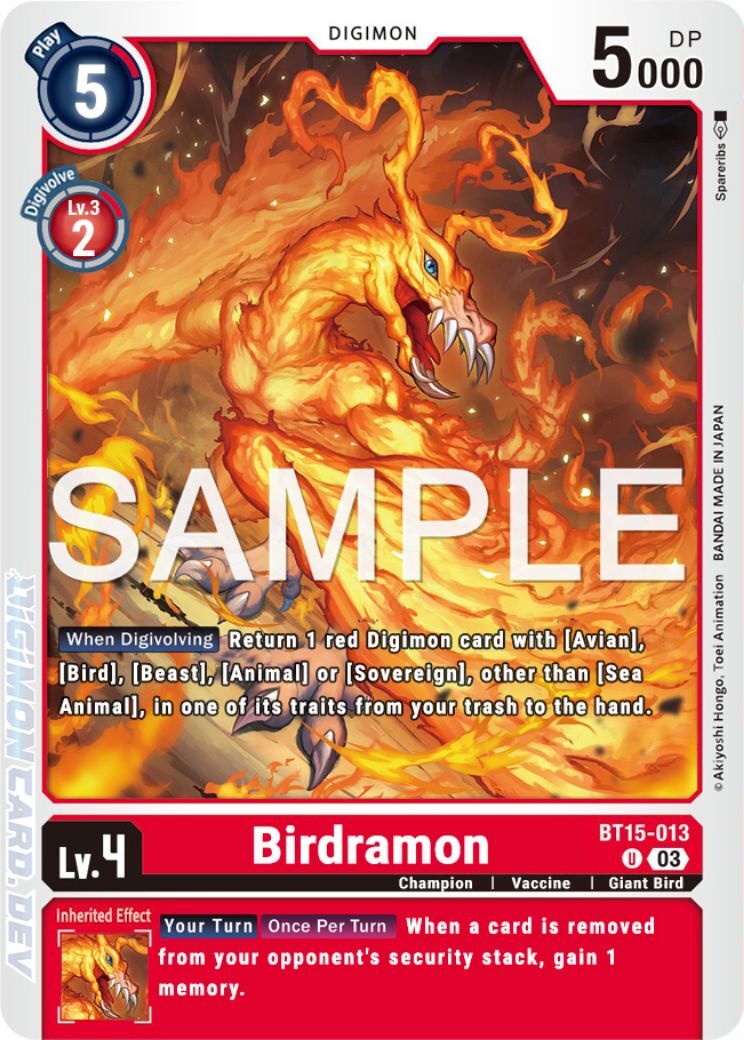 DIGIMON
Play
5
5000
DP
Digivolve
Lv.3
2
Spareribs
SAMPLE
When Digivolving Return 1 red Digimon card with [Avian],
[Bird], [Beast], [Animal] or [Sovereign], other than [Sea
Animal], in one of its traits from your trash to the hand.
© Akiyoshi Hongo, Toei Animation BANDAI MADE IN JAPAN
DIGIMONCARD.DEV
Lv.4
Birdramon
BT15-013
U 03
Champion | Vaccine | Giant Bird
Inherited Effect
Your Turn Once Per Turn When a card is removed
from your opponent's security stack, gain 1
memory.